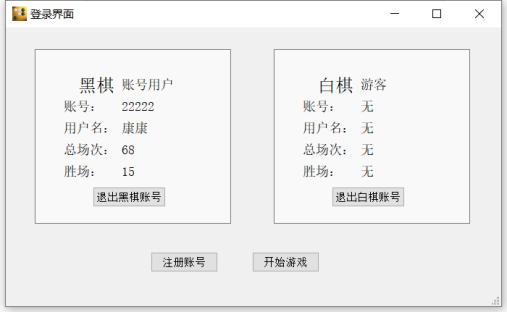 登录界面
黑棋 账号用户
账号： 22222
用户名： 康康
总场次： 68
胜场： 15
退出黑棋账号
白棋 游客
账号： 无
用户名： 无
总场次： 无
胜场： 无
退出白棋账号
注册账号 开始游戏